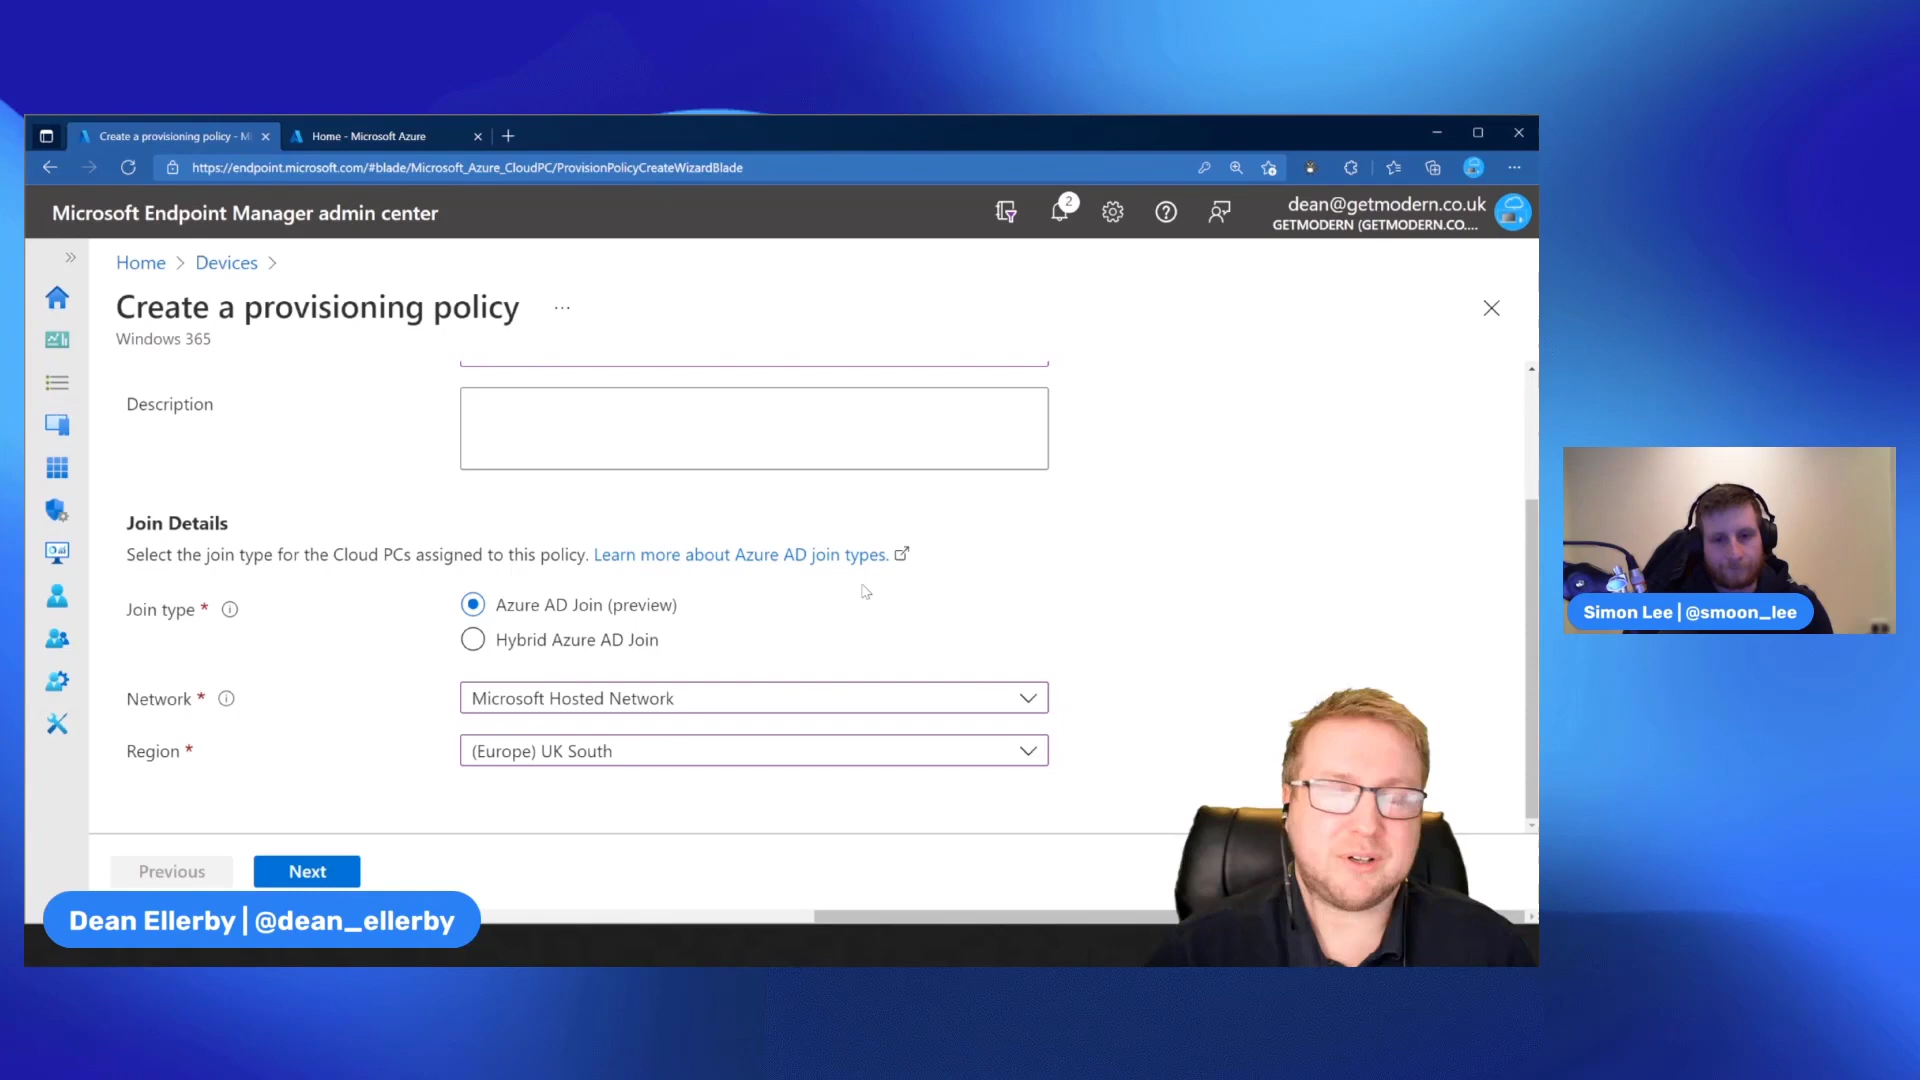 Create a provisioning policy - Mi
Home - Microsoft Azure
https://endpoint.microsoft.com/#blade/Microsoft_Azure_CloudPC/ProvisionPolicyCreateWizardBlade
Microsoft Endpoint Manager admin center
2
dean@getmodern.co.uk
GETMODERN (GETMODERN.CO....
Home > Devices >
Create a provisioning policy ...
Windows 365
Description
Join Details
Select the join type for the Cloud PCs assigned to this policy. Learn more about Azure AD join types.
Join type *
Azure AD Join (preview)
Hybrid Azure AD Join
Network *
Microsoft Hosted Network
Region *
(Europe) UK South
Previous
Next
Dean Ellerby | @dean_ellerby
Simon Lee | @smoon_lee